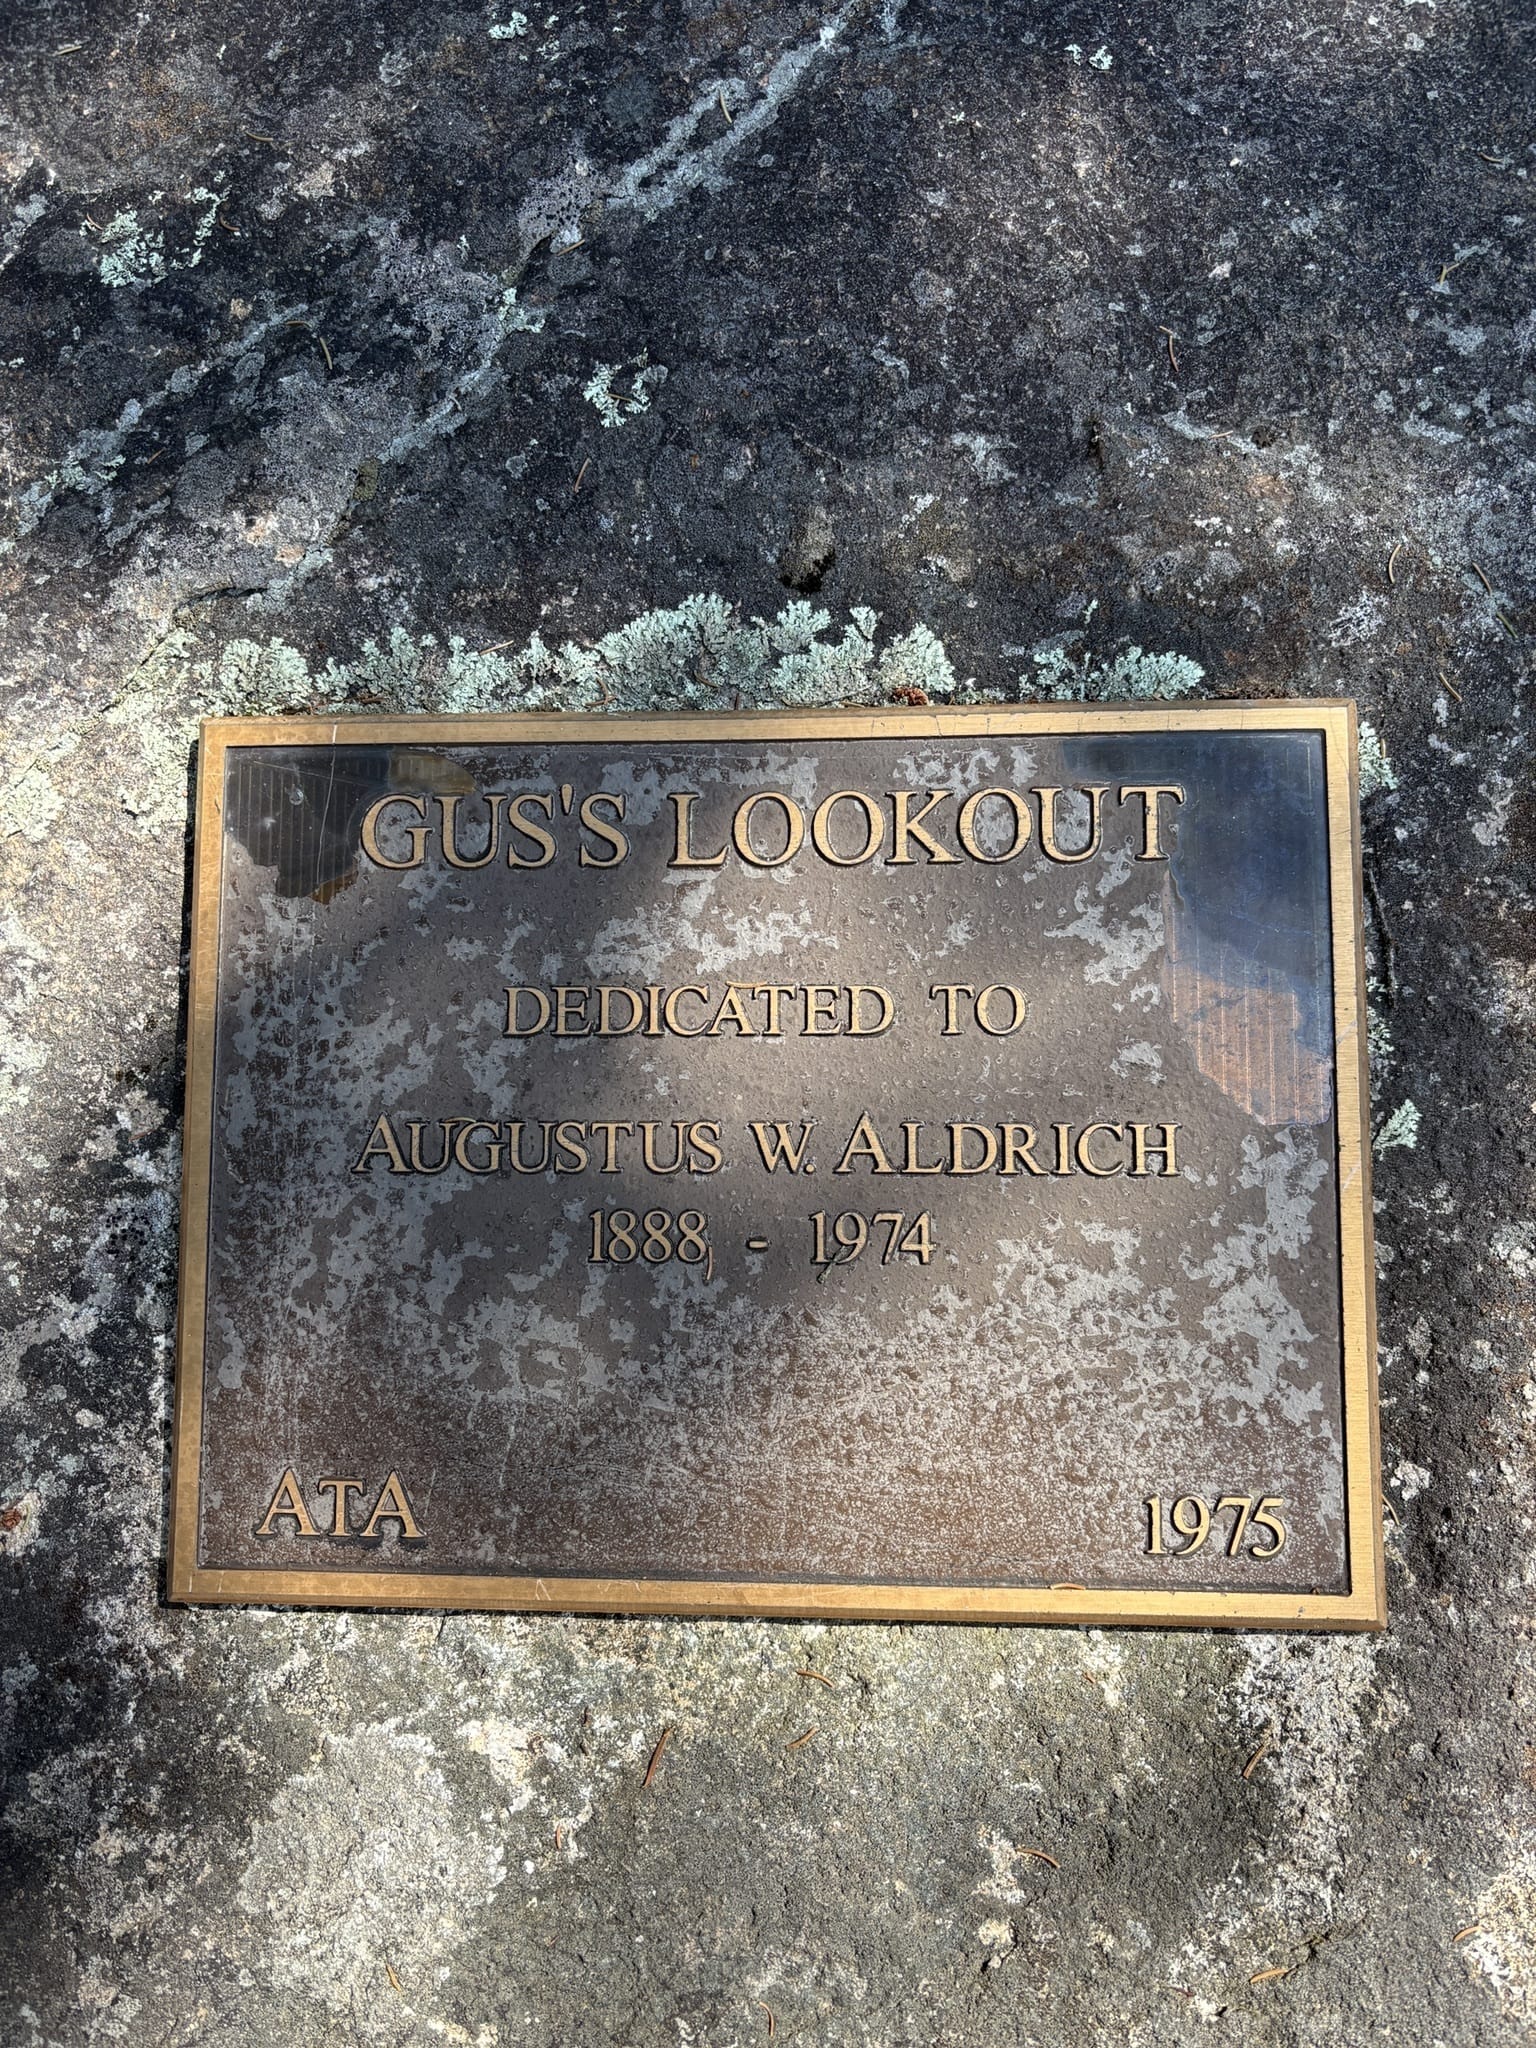 GUS'S LOOKOUT
DEDICATED TO
AUGUSTUS W. ALDRICH
1888 - 1974
ATA 1975